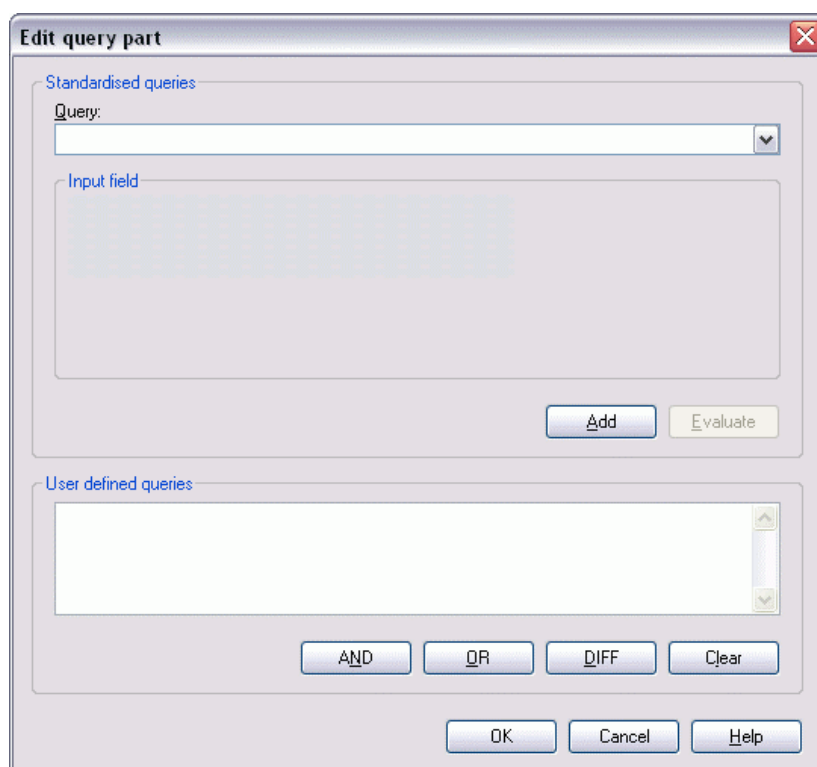 Edit query part
Standardised queries
Query:
Input field
Add Evaluate
User defined queries
AND OR DIFF Clear
OK Cancel Help